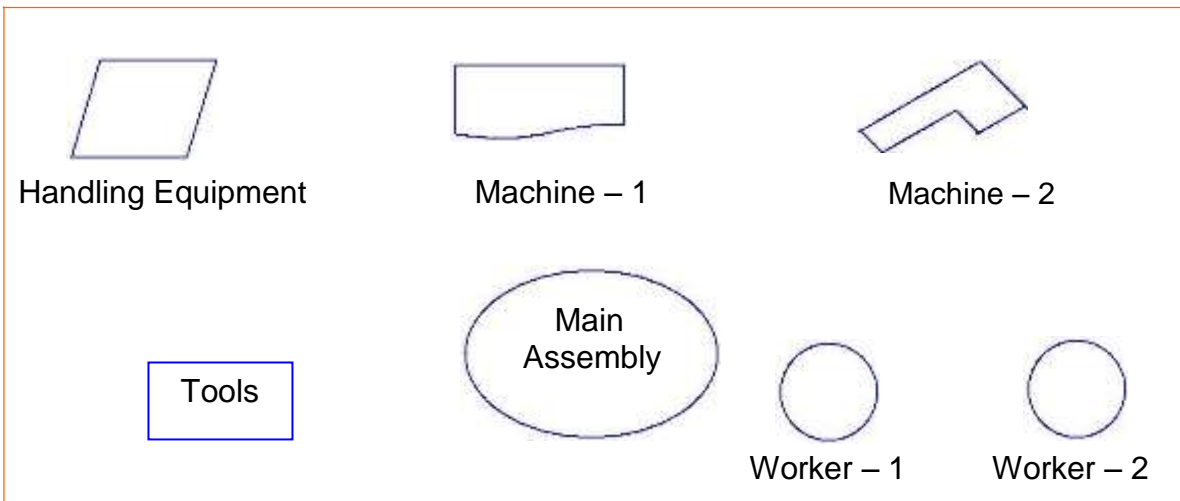 Handling Equipment
Machine – 1
Machine – 2
Main
Assembly
Tools
Worker – 1
Worker – 2